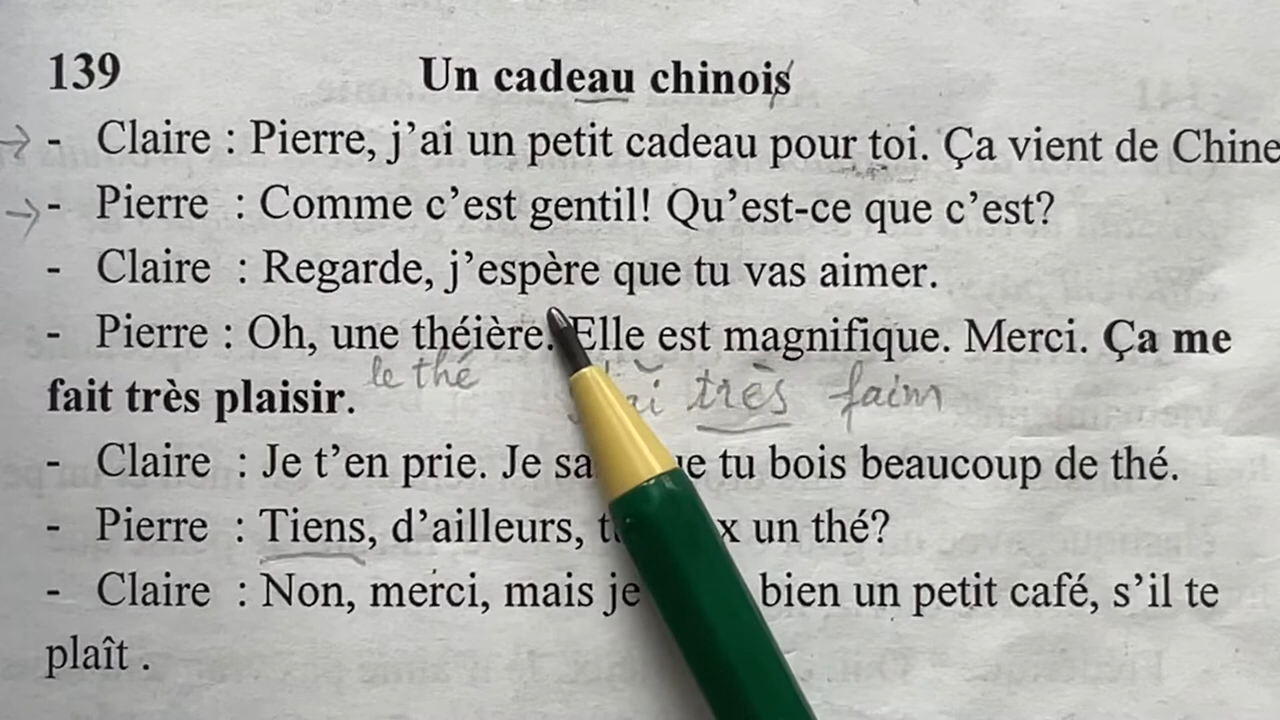 139 Un cadeau chinois
- Claire : Pierre, j’ai un petit cadeau pour toi. Ça vient de Chine
- Pierre : Comme c’est gentil! Qu’est-ce que c’est?
- Claire : Regarde, j’espère que tu vas aimer.
- Pierre : Oh, une théière. Elle est magnifique. Merci. Ça me
fait très plaisir. le thé très faim
- Claire : Je t’en prie. Je tu bois beaucoup de thé.
- Pierre : Tiens, d’ailleurs, un thé?
- Claire : Non, merci, mais je bien un petit café, s’il te
plaît .